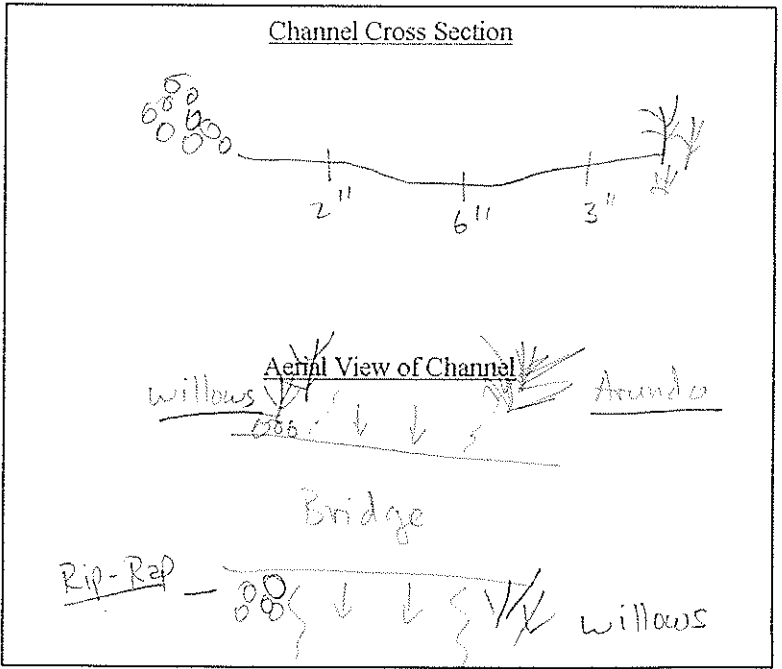 Channel Cross Section
2" 6" 3"
Aerial View of Channel
Willows Arundo
Bridge
Rip-Rap
willows